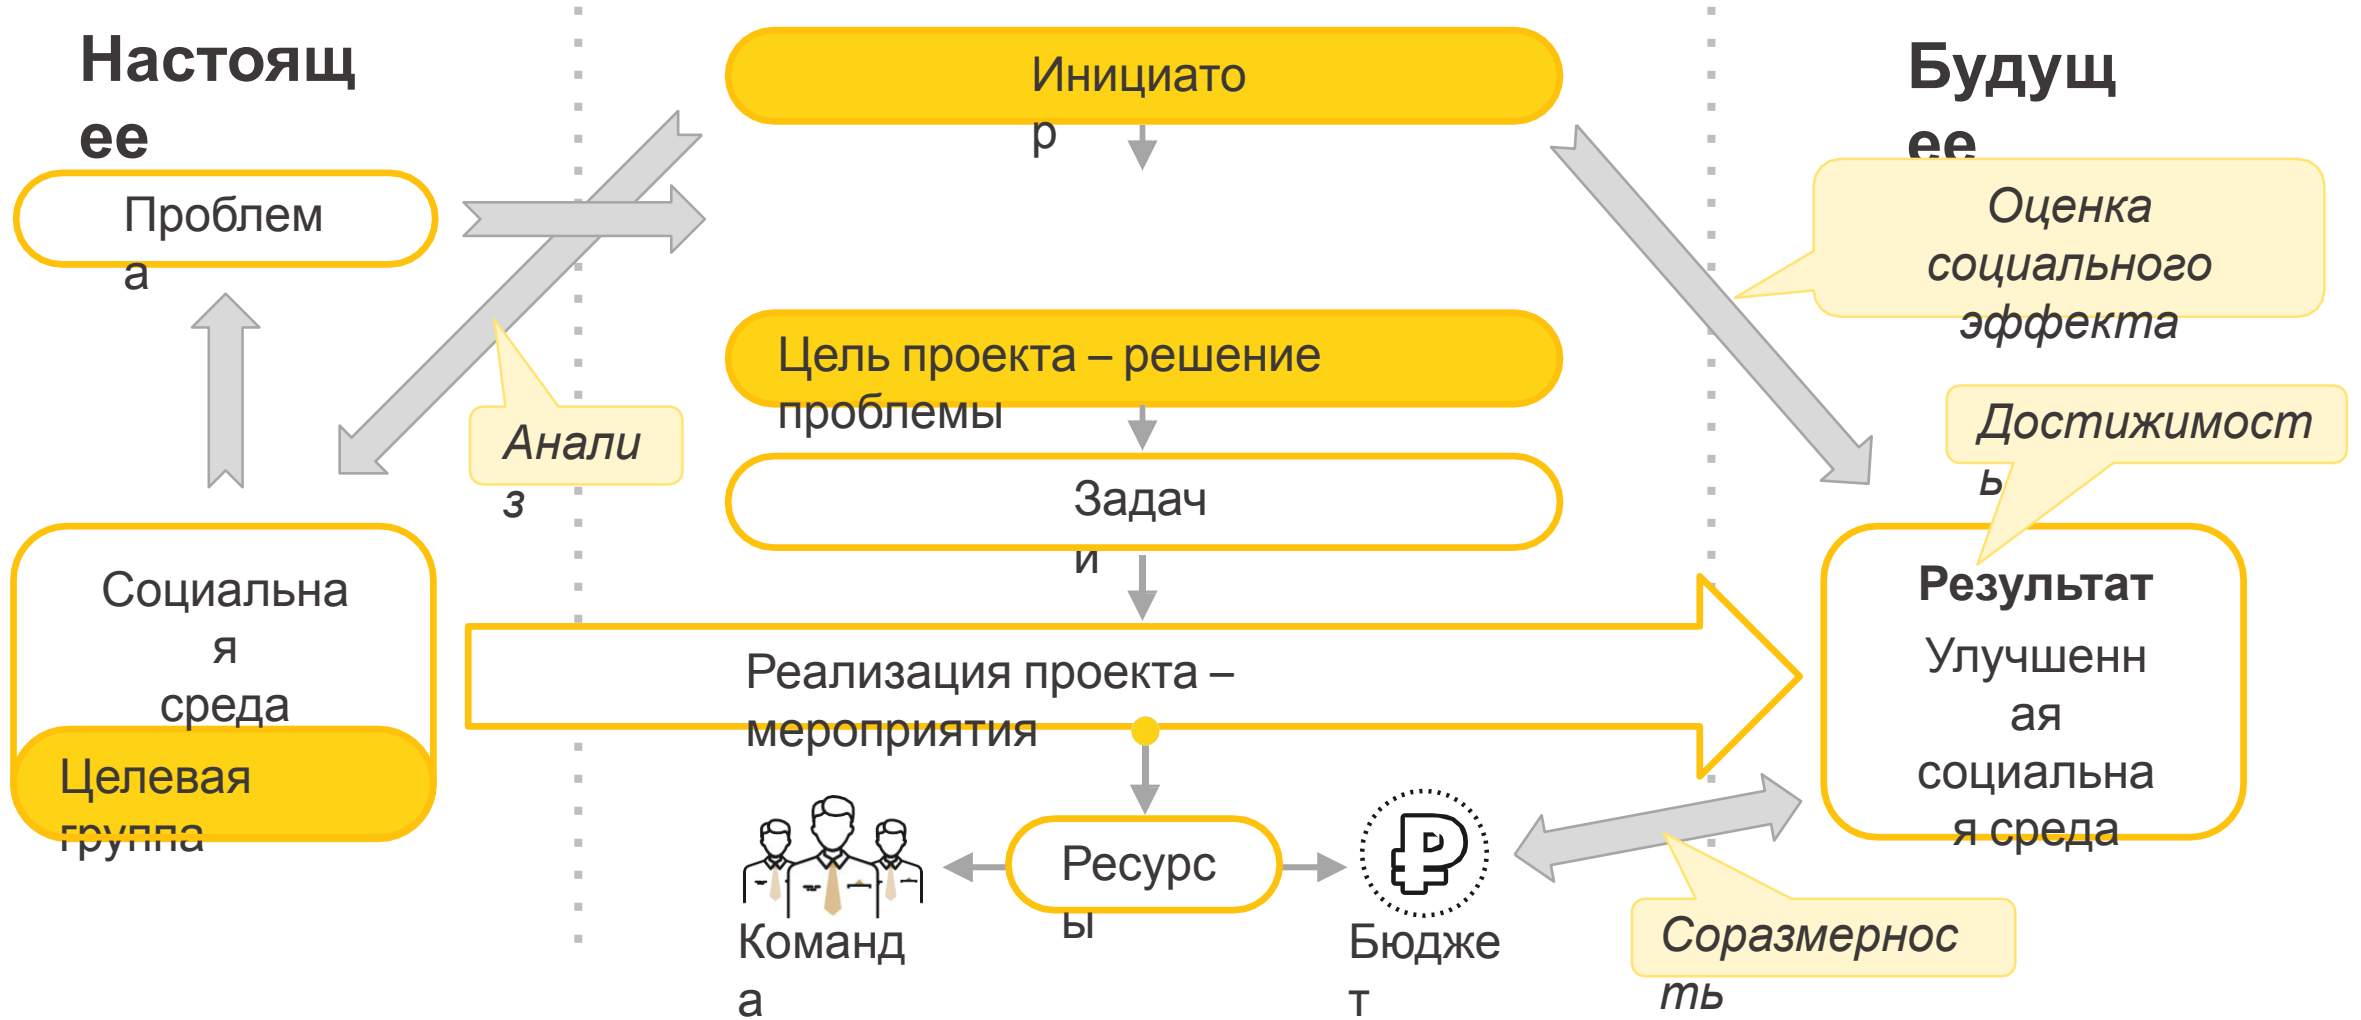 Настоящ
ее
Проблем
а
Социальна
я
среда
Целевая
группа
Анали
з
Инициато
р
Цель проекта – решение
проблемы
Задач
и
Реализация проекта –
мероприятия
Ресурс
ы
Команд
а
Бюдже
т
Будущ
ее
Оценка
социального
эффекта
Достижимост
ь
Результат
Улучшенн
ая
социальна
я среда
Соразмернос
ть